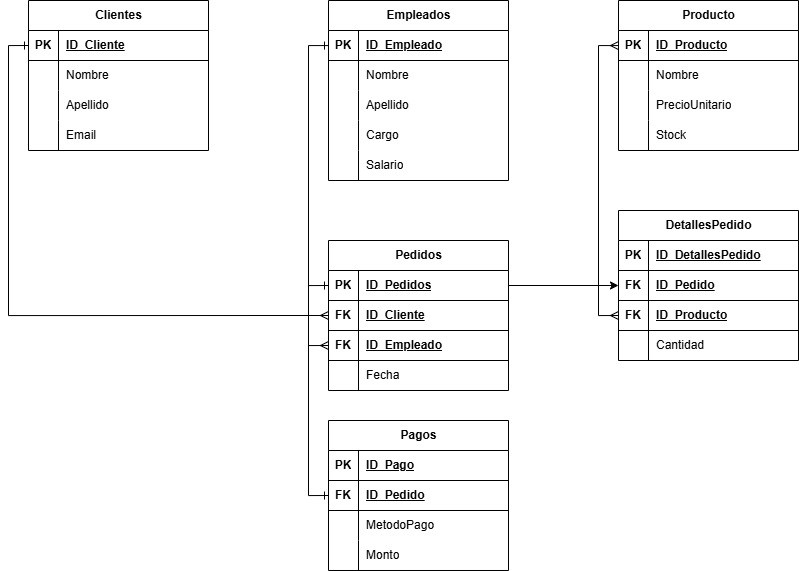 Clientes
PK ID_Cliente
Nombre
Apellido
Email
Empleados
PK ID_Empleado
Nombre
Apellido
Cargo
Salario
Producto
PK ID_Producto
Nombre
PrecioUnitario
Stock
Pedidos
PK ID_Pedidos
FK ID_Cliente
FK ID_Empleado
Fecha
DetallesPedido
PK ID_DetallesPedido
FK ID_Pedido
FK ID_Producto
Cantidad
Pagos
PK ID_Pago
FK ID_Pedido
MetodoPago
Monto